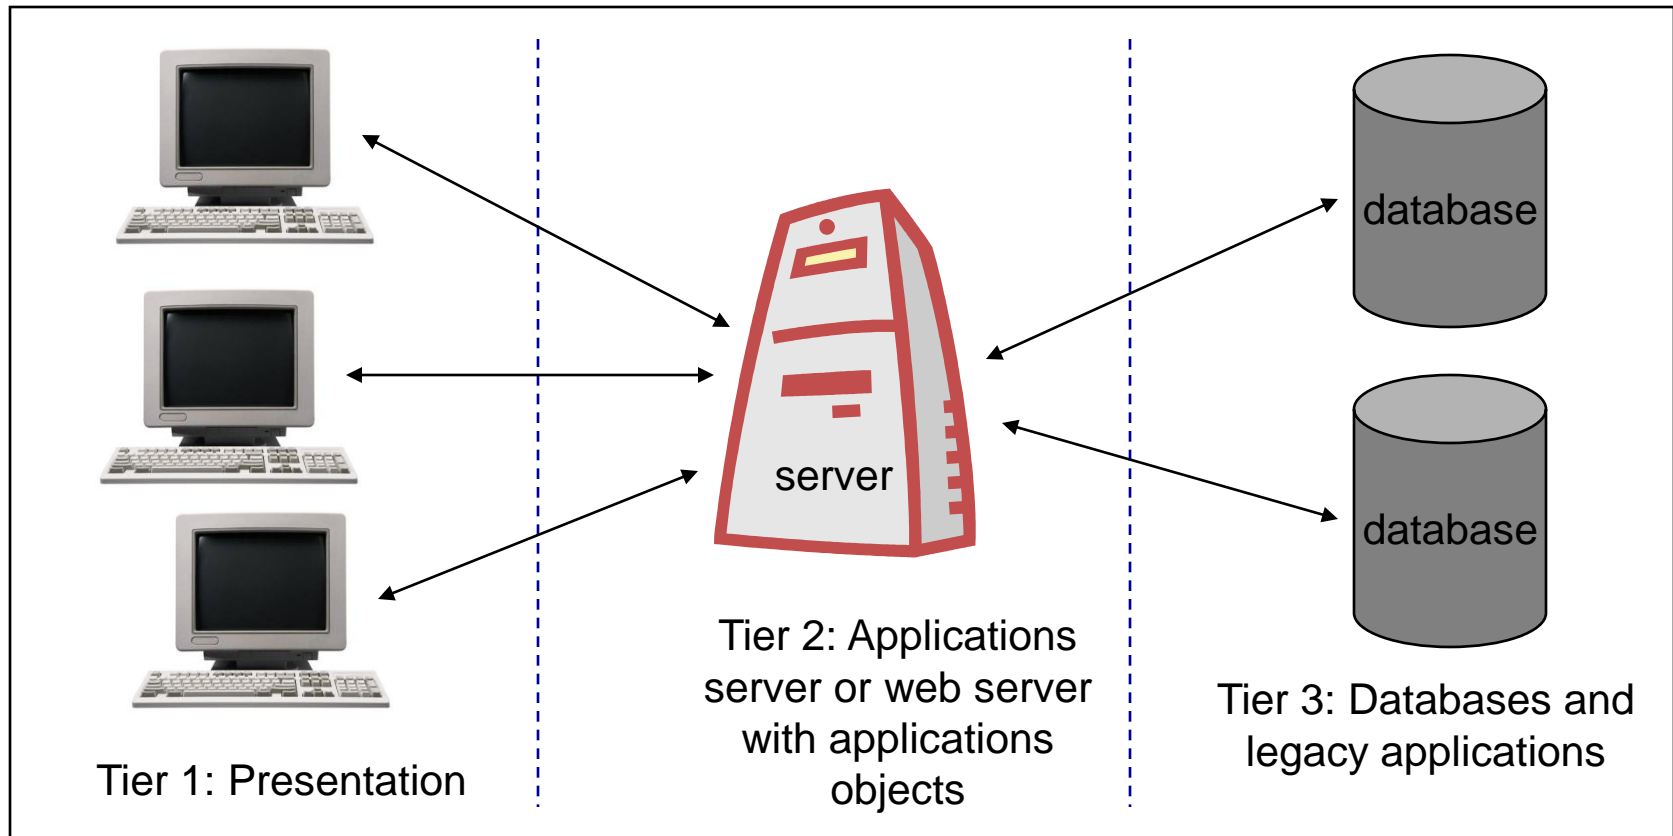 database
server
database
Tier 1: Presentation
Tier 2: Applications
server or web server
with applications
objects
Tier 3: Databases and
legacy applications